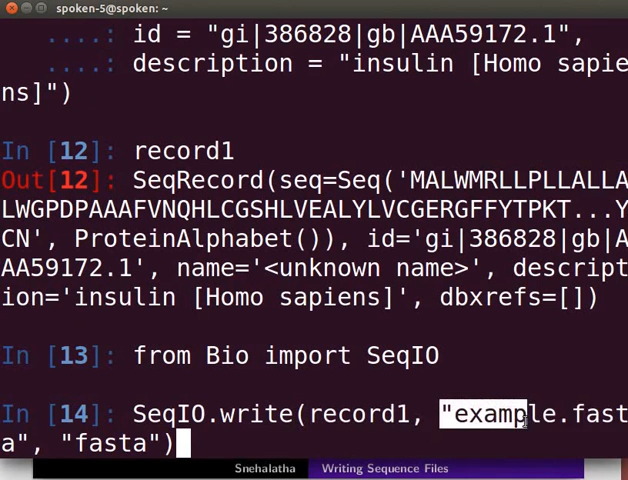 spoken-5@spoken: ~
....: id = "gi|386828|gb|AAA59172.1",
....: description = "insulin [Homo sapie
ns]")
In [12]: record1
Out[12]: SeqRecord(seq=Seq('MALWMRLLPLLALLA
LWGPDPAAAFVNQHLCGSHLVEALYLVCGERGFFYTPKT...Y
CN', ProteinAlphabet()), id='gi|386828|gb|A
AA59172.1', name='<unknown name>', descript
ion='insulin [Homo sapiens]', dbxrefs=[])
In [13]: from Bio import SeqIO
In [14]: SeqIO.write(record1, "example.fast
a", "fasta")
Snehalatha Writing Sequence Files